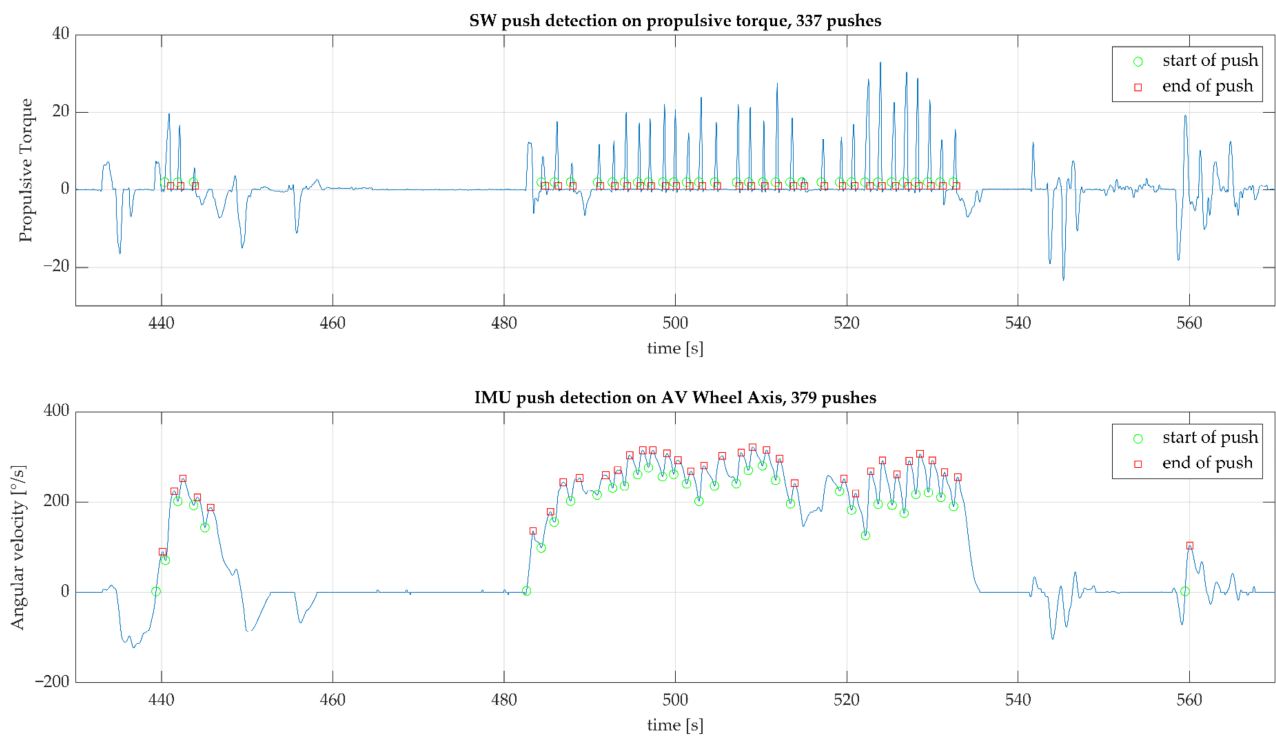 SW push detection on propulsive torque, 337 pushes
40
20
0
−20
Propulsive Torque
start of push
end of push
440
460
480
500
520
540
560
time [s]
IMU push detection on AV Wheel Axis, 379 pushes
400
200
0
−200
Angular velocity [°/s]
start of push
end of push
440
460
480
500
520
540
560
time [s]